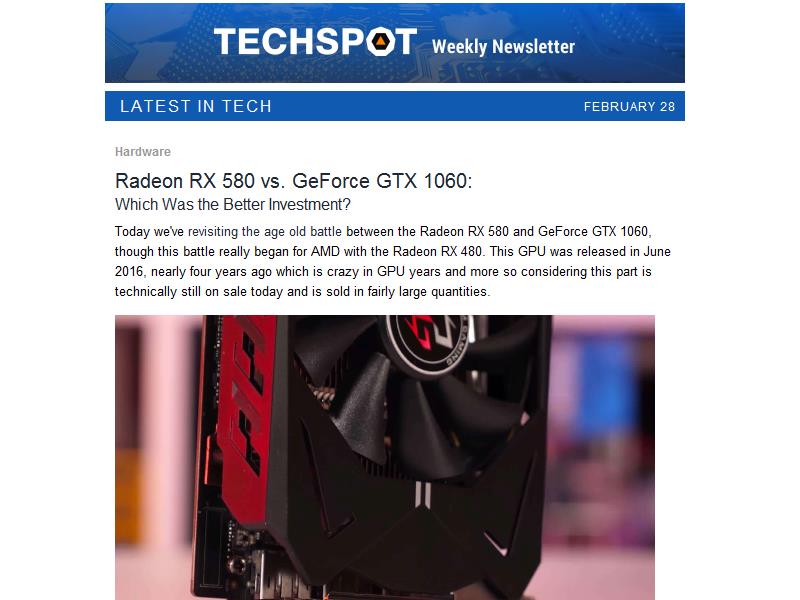 TECHSPOT Weekly Newsletter
LATEST IN TECH FEBRUARY 28
Hardware
Radeon RX 580 vs. GeForce GTX 1060:
Which Was the Better Investment?
Today we've revisiting the age old battle between the Radeon RX 580 and GeForce GTX 1060,
though this battle really began for AMD with the Radeon RX 480. This GPU was released in June
2016, nearly four years ago which is crazy in GPU years and more so considering this part is
technically still on sale today and is sold in fairly large quantities.
GAMING